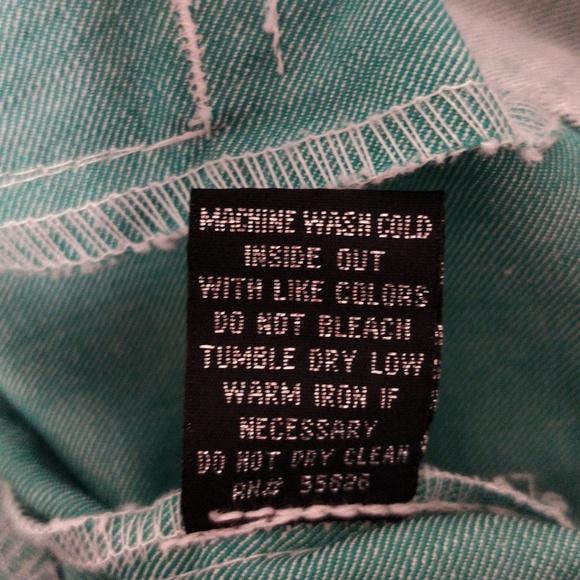 MACHINE WASH COLD
INSIDE OUT
WITH LIKE COLORS
DO NOT BLEACH
TUMBLE DRY LOW
WARM IRON IF
NECESSARY
DO NOT DRY CLEAN
RN#